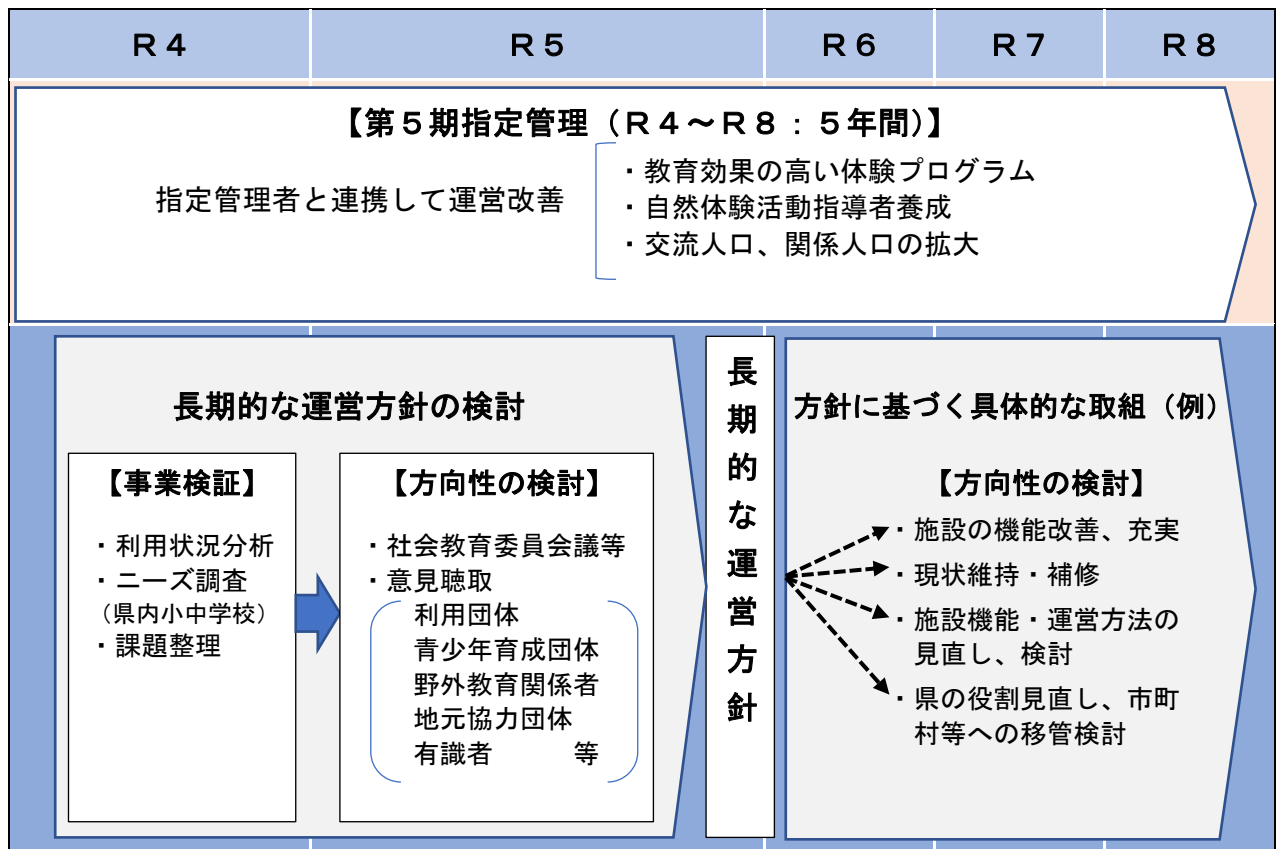 R4 R5 R6 R7 R8
【第5期指定管理（R4～R8：5年間）】
指定管理者と連携して運営改善
・教育効果の高い体験プログラム
・自然体験活動指導者養成
・交流人口、関係人口の拡大
長期的な運営方針の検討
【事業検証】
・利用状況分析
・ニーズ調査
（県内小中学校）
・課題整理
【方向性の検討】
・社会教育委員会議等
・意見聴取
利用団体
青少年育成団体
野外教育関係者
地元協力団体
有識者　　等
長期的な運営方針
方針に基づく具体的な取組（例）
【方向性の検討】
・施設の機能改善、充実
・現状維持・補修
・施設機能・運営方法の
見直し、検討
・県の役割見直し、市町
村等への移管検討